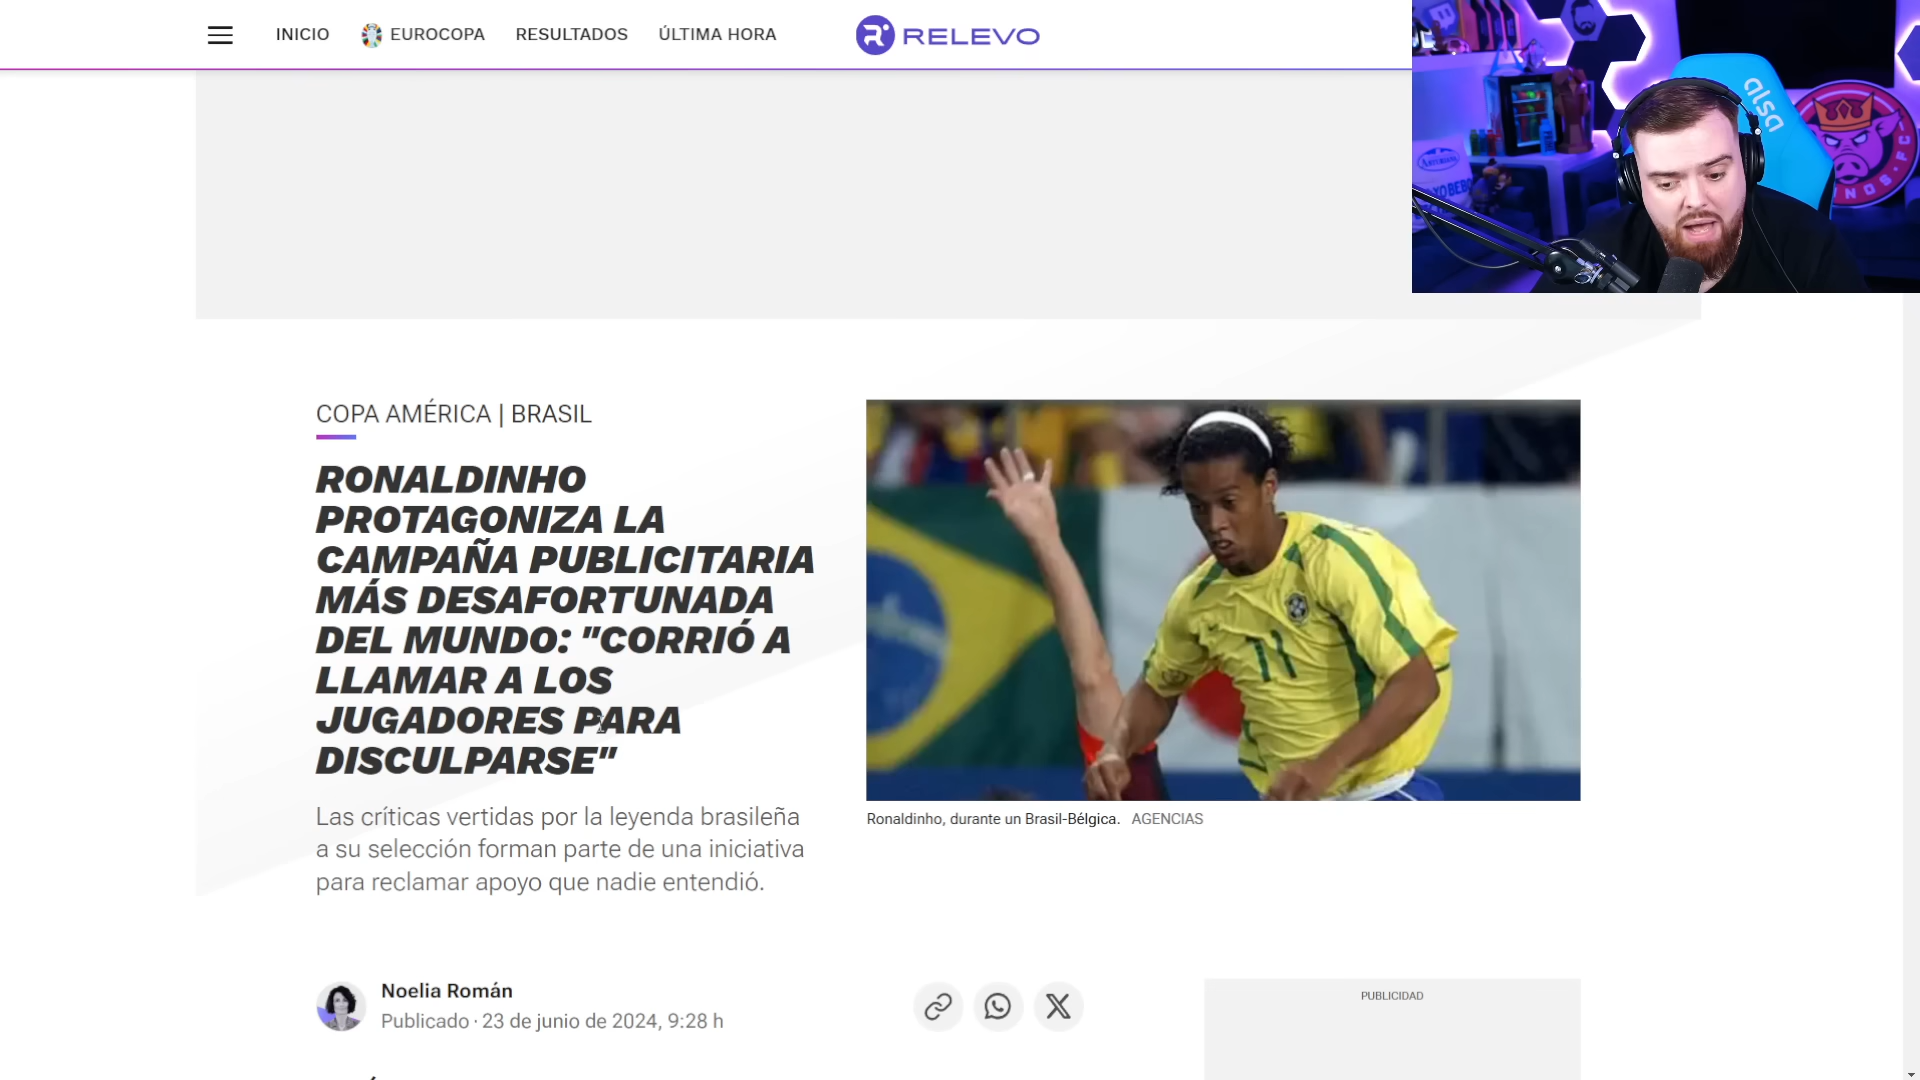 INICIO
EUROCOPA
RESULTADOS
ÚLTIMA HORA
RELEVO
COPA AMÉRICA | BRASIL
RONALDINHO
PROTAGONIZA LA
CAMPAÑA PUBLICITARIA
MÁS DESAFORTUNADA
DEL MUNDO: "CORRIÓ A
LLAMAR A LOS
JUGADORES PARA
DISCULPARSE"
Las críticas vertidas por la leyenda brasileña
a su selección forman parte de una iniciativa
para reclamar apoyo que nadie entendió.
11
Ronaldinho, durante un Brasil-Bélgica. AGENCIAS
Noelia Román
Publicado · 23 de junio de 2024, 9:28 h
PUBLICIDAD
alsa